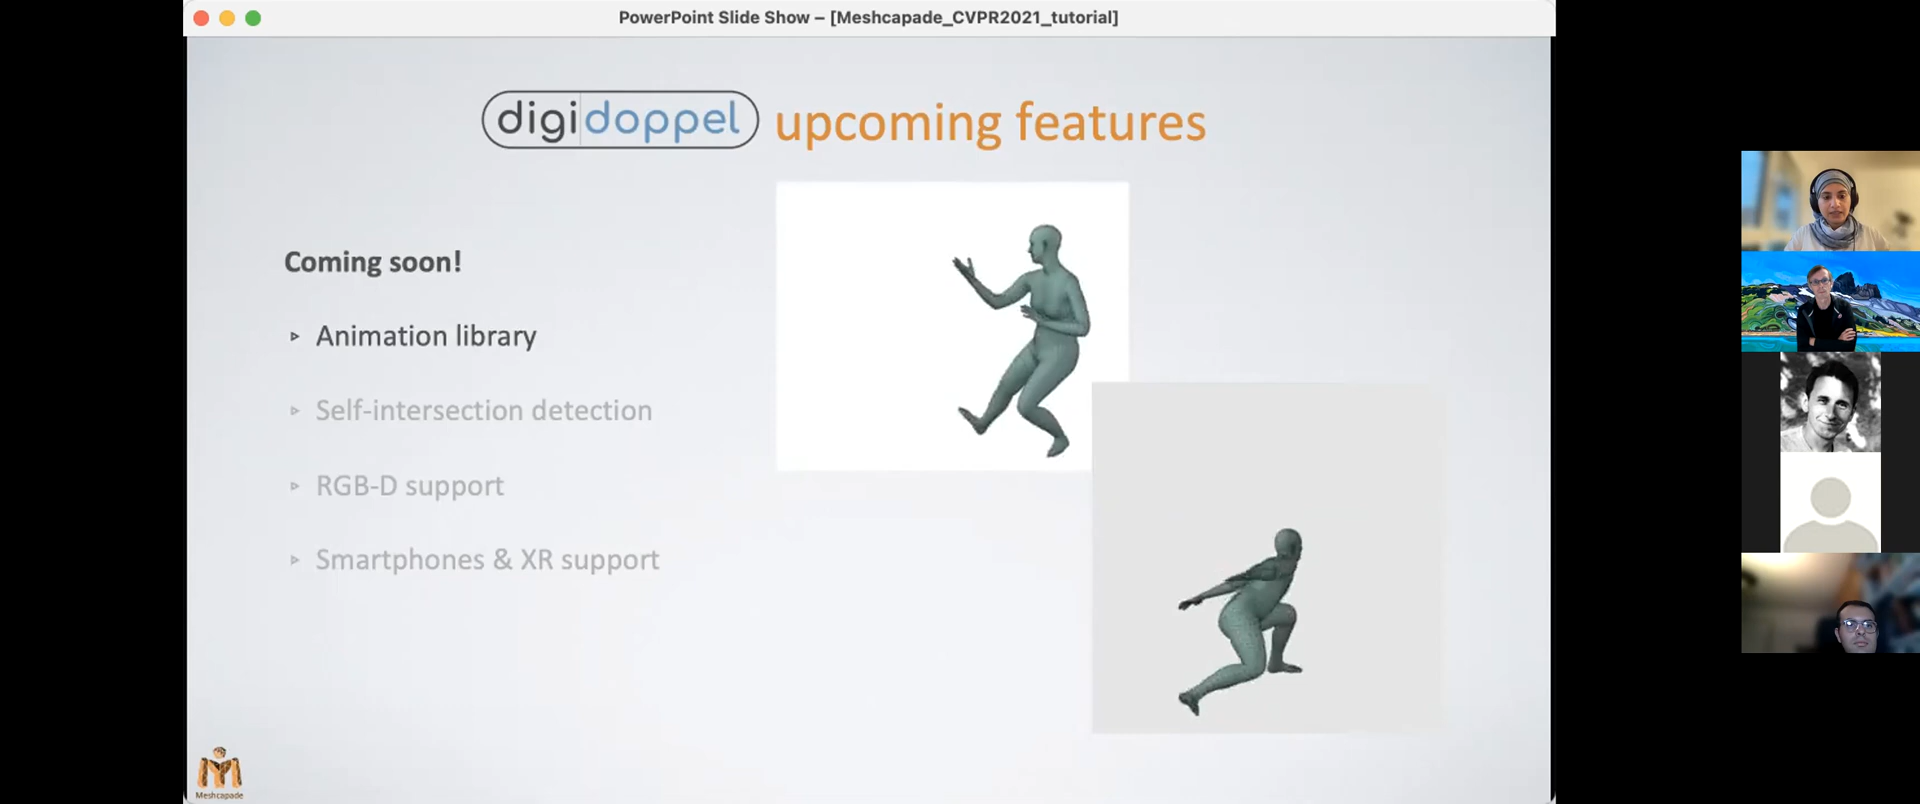 PowerPoint Slide Show – [Meshcapade_CVPR2021_tutorial]
digidoppel upcoming features
Coming soon!
Animation library
Self-intersection detection
RGB-D support
Smartphones & XR support
Meshcapade